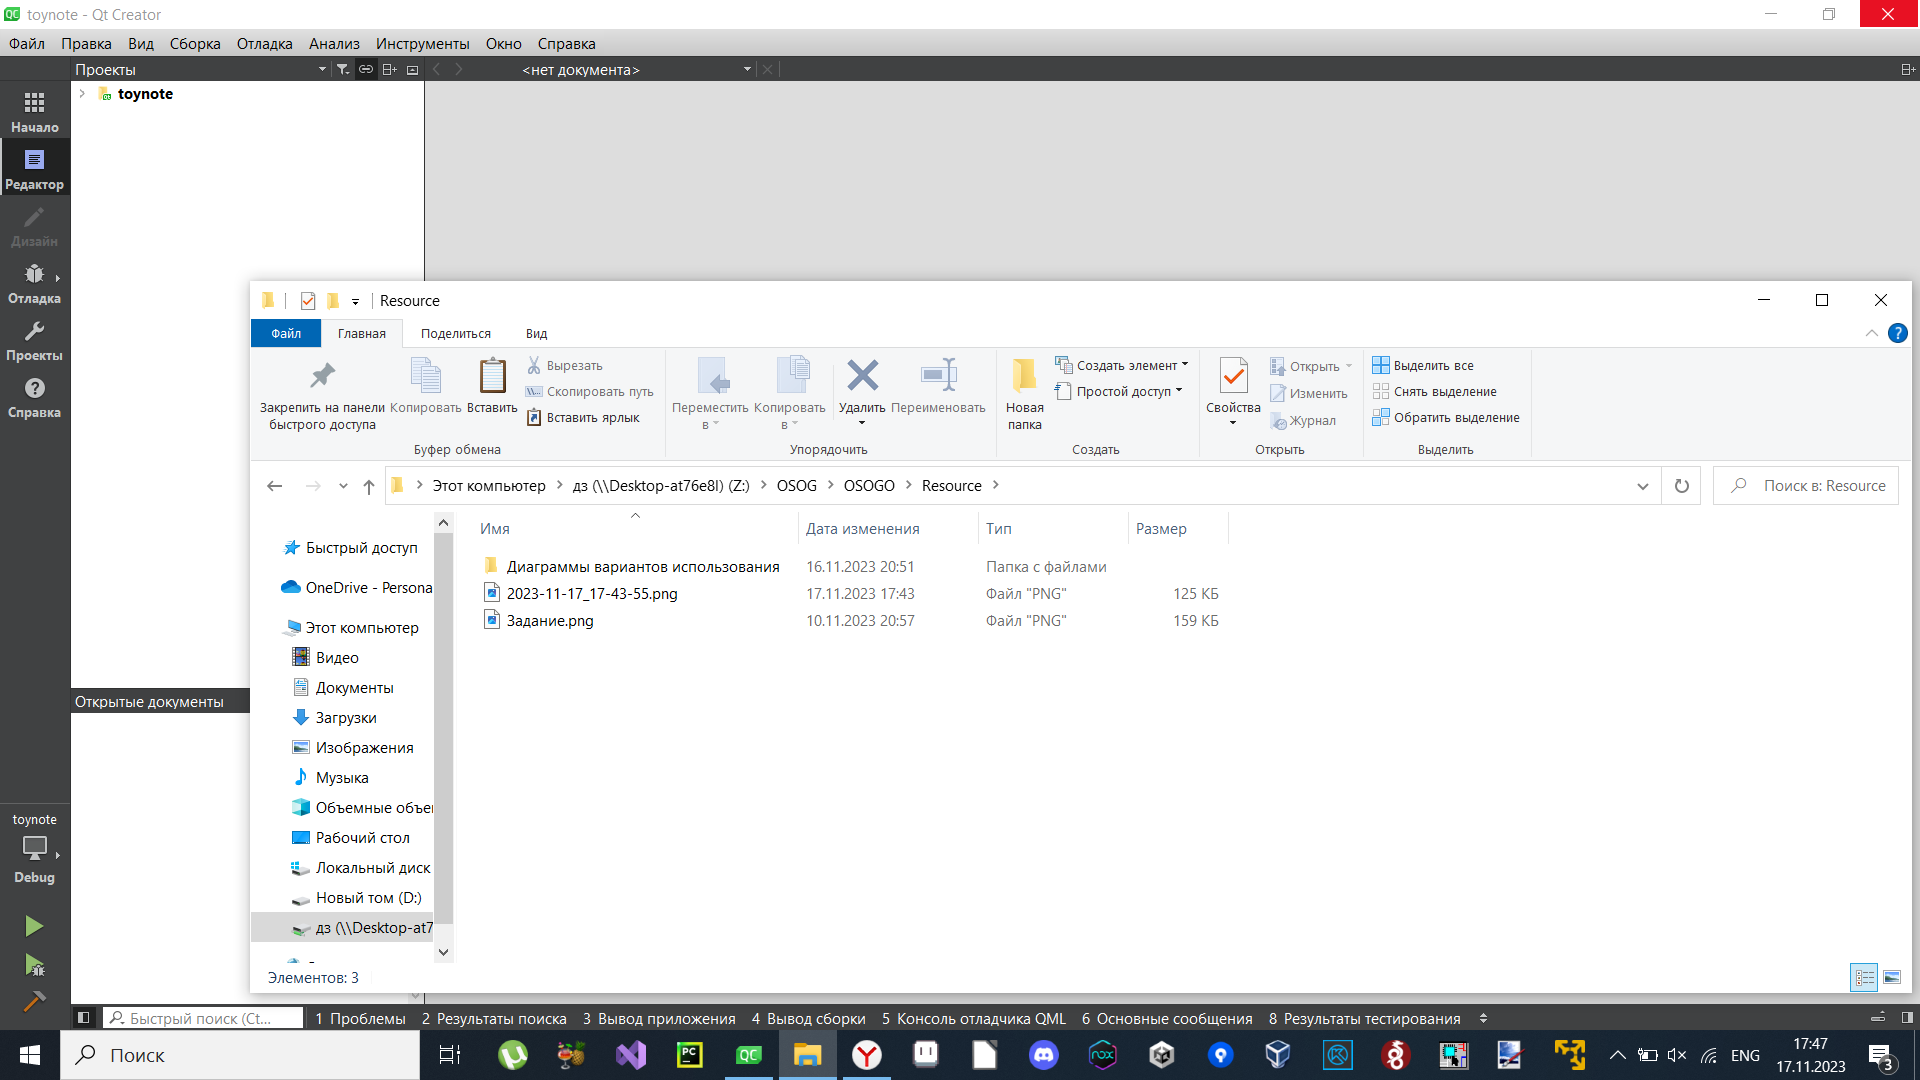 toynote - Qt Creator
Файл Правка Вид Сборка Отладка Анализ Инструменты Окно Справка
Проекты
<нет документа>
toynote
Начало
Редактор
Дизайн
Отладка
Проекты
Справка
Resource
Файл Главная Поделиться Вид
Закрепить на панели
быстрого доступа
Копировать
Вставить
Вырезать
Скопировать путь
Вставить ярлык
Буфер обмена
Переместить
в
Копировать
в
Удалить
Переименовать
Упорядочить
Новая
папка
Создать элемент
Простой доступ
Создать
Свойства
Открыть
Изменить
Журнал
Открыть
Выделить все
Снять выделение
Обратить выделение
Выделить
Этот компьютер
дз (\\Desktop-at76e8l) (Z:)
OSOG
OSOGO
Resource
Поиск в: Resource
Имя Дата изменения Тип Размер
Диаграммы вариантов использования 16.11.2023 20:51 Папка с файлами
2023-11-17_17-43-55.png 17.11.2023 17:43 Файл "PNG" 125 КБ
Задание.png 10.11.2023 20:57 Файл "PNG" 159 КБ
Быстрый доступ
OneDrive - Persona
Этот компьютер
Видео
Документы
Загрузки
Изображения
Музыка
Объемные объе
Рабочий стол
Локальный диск
Новый том (D:)
дз (\\Desktop-at7
Элементов: 3
Открытые документы
toynote
Debug
Быстрый поиск (Ct...
1 Проблемы 2 Результаты поиска 3 Вывод приложения 4 Вывод сборки 5 Консоль отладчика QML 6 Основные сообщения 8 Результаты тестирования
Поиск
PC
QC
nox
ENG
17:47
17.11.2023
3